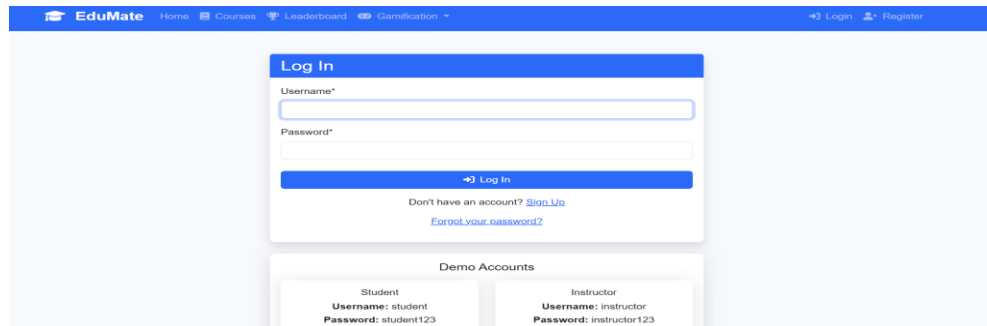 EduMate Home Courses Leaderboard Gamification Login Register
Log In
Username*
Password*
Log In
Don't have an account? Sign Up
Forgot your password?
Demo Accounts
Student
Username: student
Password: student123
Instructor
Username: instructor
Password: instructor123